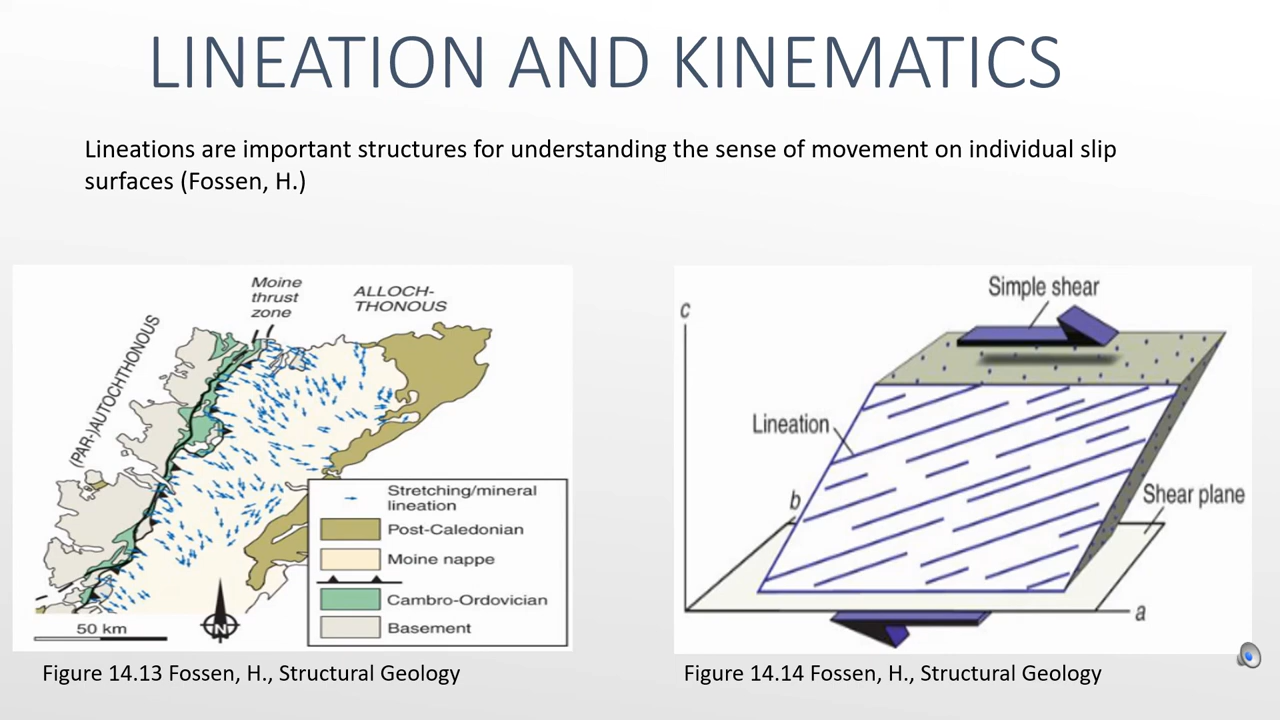 LINEATION AND KINEMATICS
Lineations are important structures for understanding the sense of movement on individual slip
surfaces (Fossen, H.)
Moine
thrust
zone
ALLOCH-
THONOUS
(PAR-)AUTOCHTHONOUS
Stretching/mineral
lineation
Post-Caledonian
Moine nappe
Cambro-Ordovician
Basement
50 km
N
Figure 14.13 Fossen, H., Structural Geology
c
Simple shear
Lineation
b
Shear plane
a
Figure 14.14 Fossen, H., Structural Geology